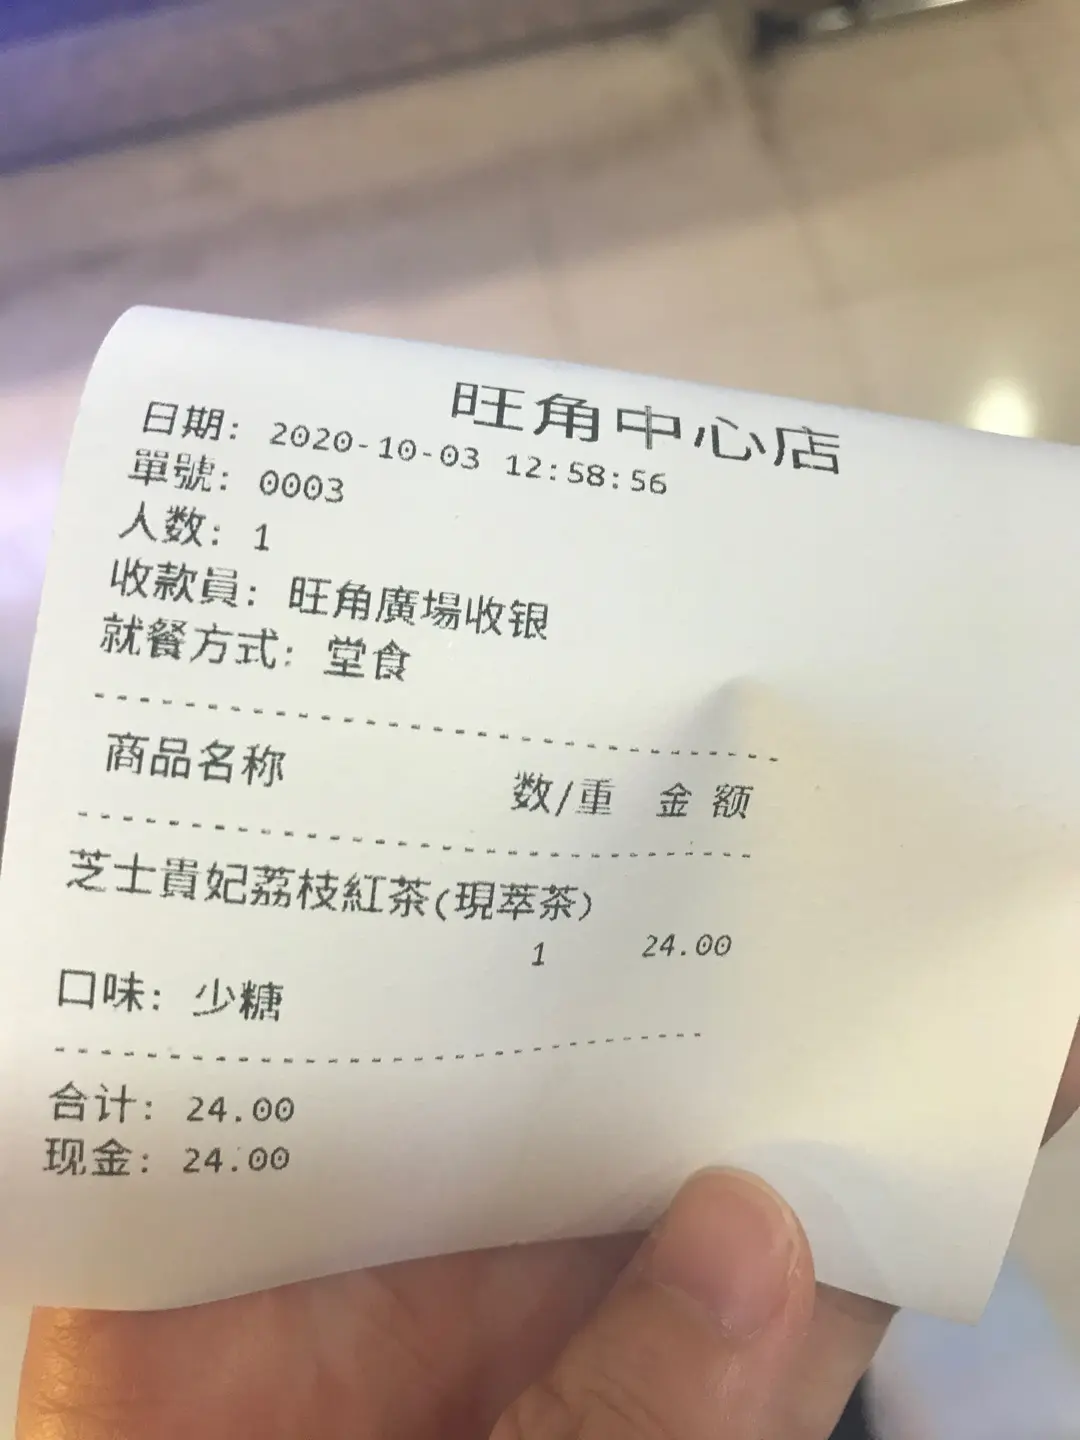 旺角中心店
日期: 2020-10-03 12:58:56
單號: 0003
人数: 1
收款員: 旺角廣場收银
就餐方式: 堂食
商品名称 数/重 金额
芝士貴妃荔枝紅茶(現萃茶)
1 24.00
口味: 少糖
合计: 24.00
现金: 24.00